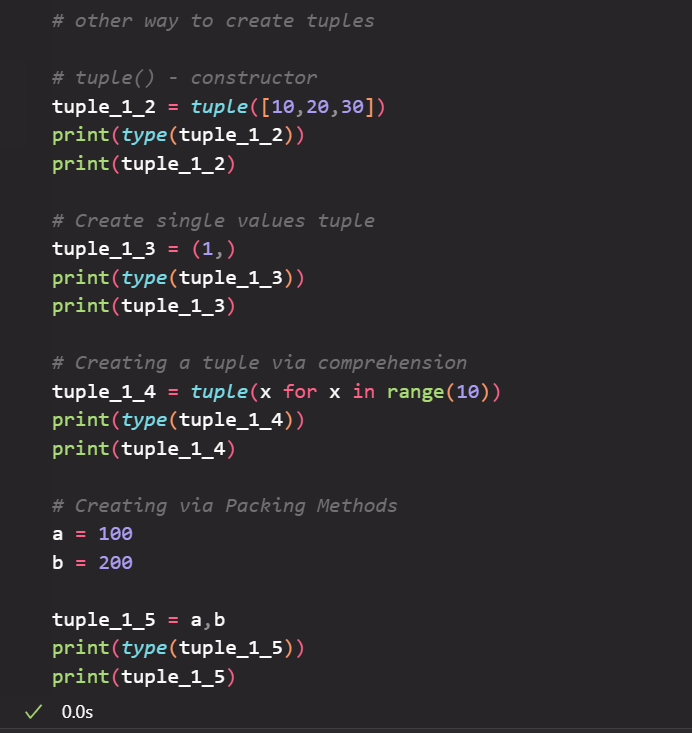 # other way to create tuples
# tuple() - constructor
tuple_1_2 = tuple([10,20,30])
print(type(tuple_1_2))
print(tuple_1_2)
# Create single values tuple
tuple_1_3 = (1,)
print(type(tuple_1_3))
print(tuple_1_3)
# Creating a tuple via comprehension
tuple_1_4 = tuple(x for x in range(10))
print(type(tuple_1_4))
print(tuple_1_4)
# Creating via Packing Methods
a = 100
b = 200
tuple_1_5 = a,b
print(type(tuple_1_5))
print(tuple_1_5)
0.0s